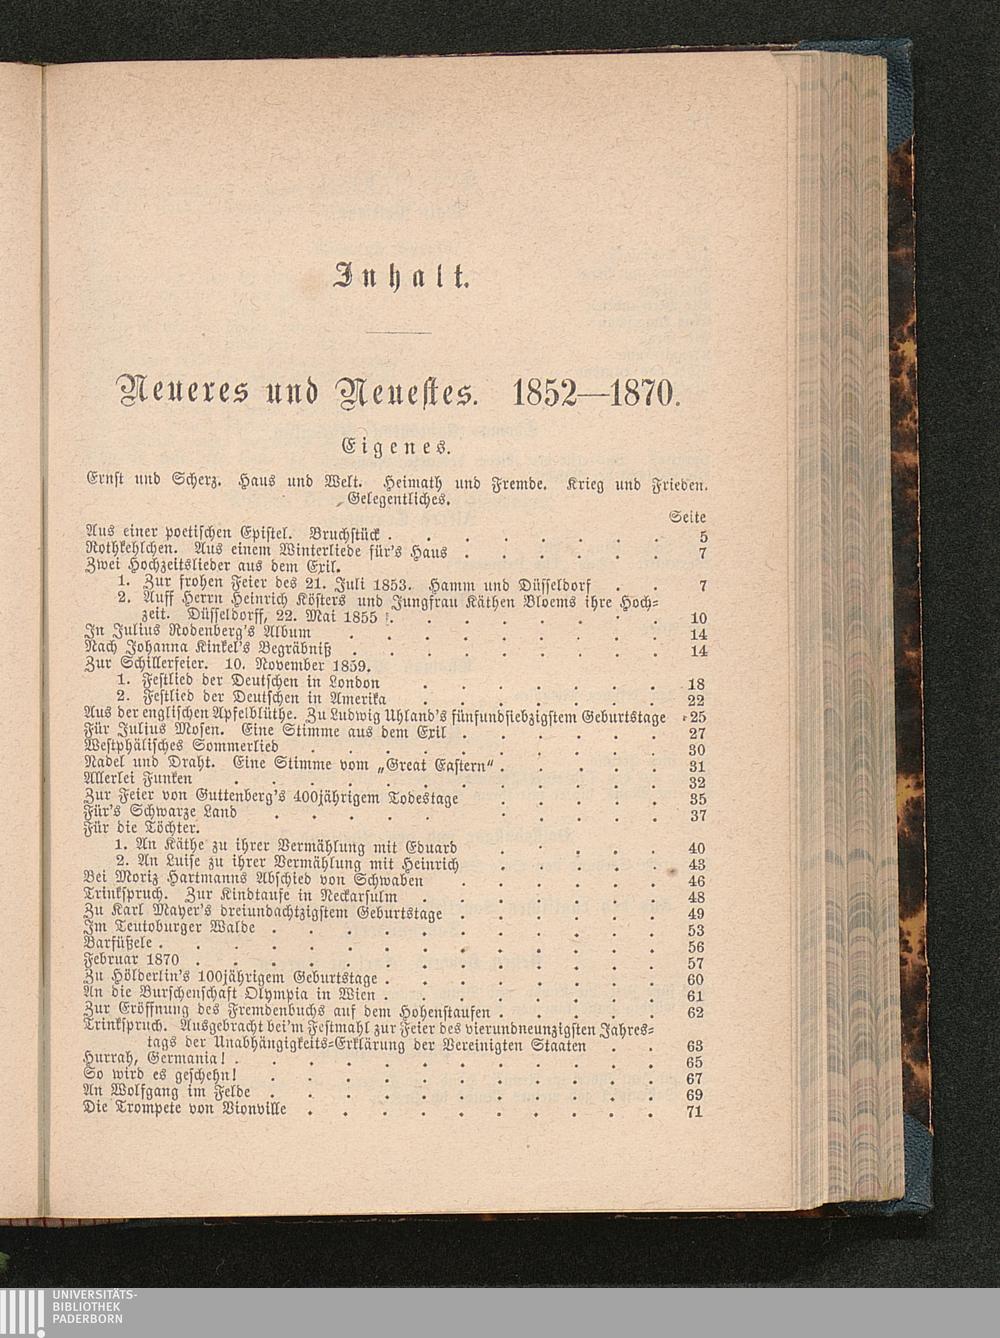 Inhalt.
Neueres und Neuestes. 1852—1870.
Eigenes.
Ernst und Scherz. Haus und Welt. Heimath und Fremde. Krieg und Frieden.
Gelegentliches.
Seite
Aus einer poetischen Epistel. Bruchstück . . . . . . . . 5
Rothkehlchen. Aus einem Winterliede für's Haus . . . . . . 7
Zwei Hochzeitslieder aus dem Exil.
1. Zur frohen Feier des 21. Juli 1853. Hamm und Düsseldorf . . 7
2. Auff Herrn Heinrich Kösters und Jungfrau Käthen Bloems ihre Hoch-
zeit. Düsseldorff, 22. Mai 1855 . . . . . . . . 10
In Julius Rodenberg's Album . . . . . . . . . 14
Nach Johanna Kinkel's Begräbniß . . . . . . . . . 14
Zur Schillerfeier. 10. November 1859.
1. Festlied der Deutschen in London . . . . . . . 18
2. Festlied der Deutschen in Amerika . . . . . . . 22
Aus der englischen Apfelblüthe. Zu Ludwig Uhland's fünfundsiebzigstem Geburtstage 25
Für Julius Mosen. Eine Stimme aus dem Exil . . . . . . 27
Westphälisches Sommerlied . . . . . . . . . . 30
Nadel und Draht. Eine Stimme vom „Great Eastern" . . . . . 31
Allerlei Funken . . . . . . . . . . . . 32
Zur Feier von Guttenberg's 400jährigem Todestage . . . . . 35
Für's Schwarze Land . . . . . . . . . . . 37
Für die Töchter.
1. An Käthe zu ihrer Vermählung mit Eduard . . . . . 40
2. An Luise zu ihrer Vermählung mit Heinrich . . . . . 43
Bei Moriz Hartmanns Abschied von Schwaben . . . . . . 46
Trinkspruch. Zur Kindtaufe in Neckarsulm . . . . . . . 48
Zu Karl Mayer's dreiundachtzigstem Geburtstage . . . . . . 49
Im Teutoburger Walde . . . . . . . . . . . 53
Barfüßele . . . . . . . . . . . . . . 56
Februar 1870 . . . . . . . . . . . . . 57
Zu Hölderlin's 100jährigem Geburtstage . . . . . . . . 60
An die Burschenschaft Olympia in Wien . . . . . . . . 61
Zur Eröffnung des Fremdenbuchs auf dem Hohenstaufen . . . . . 62
Trinkspruch. Ausgebracht bei'm Festmahl zur Feier des vierundneunzigsten Jahres-
tags der Unabhängigkeits-Erklärung der Vereinigten Staaten . . 63
Hurrah, Germania! . . . . . . . . . . . . 65
So wird es geschehn! . . . . . . . . . . . 67
An Wolfgang im Felde . . . . . . . . . . . 69
Die Trompete von Vionville . . . . . . . . . . 71
UNIVERSITÄTS-
BIBLIOTHEK
PADERBORN